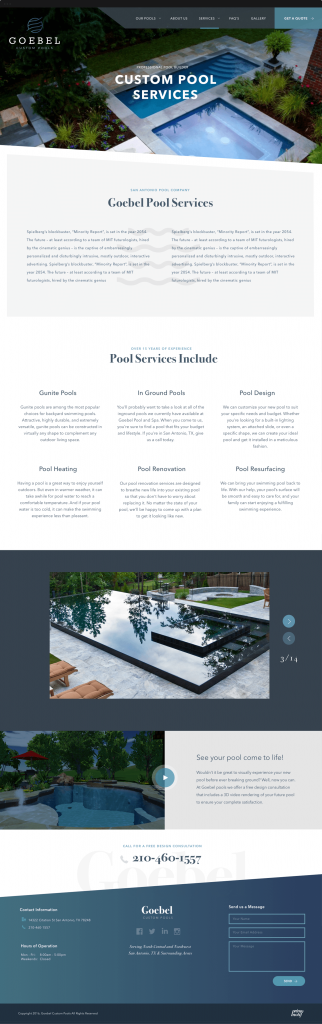 GOEBEL
CUSTOM POOLS
OUR POOLS
ABOUT US
SERVICES
FAQ'S
GALLERY
GET A QUOTE
PROFESSIONAL POOL BUILDER
CUSTOM POOL
SERVICES
SAN ANTONIO POOL COMPANY
Goebel Pool Services
Spielberg's blockbuster, "Minority Report", is set in the year 2054.
The future - at least according to a team of MIT futurologists, hired
by the cinematic genius - is the captive of embarrassingly
personalized and disturbingly intrusive, mostly outdoor, interactive
advertising. Spielberg's blockbuster, "Minority Report", is set in the
year 2054. The future - at least according to a team of MIT
futurologists, hired by the cinematic genius
Spielberg's blockbuster, "Minority Report", is set in the year 2054.
The future - at least according to a team of MIT futurologists, hired
by the cinematic genius - is the captive of embarrassingly
personalized and disturbingly intrusive, mostly outdoor, interactive
advertising. Spielberg's blockbuster, "Minority Report", is set in the
year 2054. The future - at least according to a team of MIT
futurologists, hired by the cinematic genius
OVER 15 YEARS OF EXPERIENCE
Pool Services Include
Gunite Pools
Gunite pools are among the most popular
choices for backyard swimming pools.
Attractive, highly durable, and extremely
versatile, gunite pools can be constructed in
virtually any shape to complement any
outdoor living space.
In Ground Pools
You'll probably want to take a look at all of the
inground pools we currently have available at
Goebel Pool and Spa. When you come to us,
you're sure to find a pool that fits your budget
and lifestyle. If you're in San Antonio, TX, give
us a call today.
Pool Design
We can customize your new pool to suit
your specific needs and budget. Whether
you're looking for a built-in lighting
system, an attached slide, or even a
specific shape, we can create your ideal
pool and get it installed in a meticulous
fashion.
Pool Heating
Having a pool is a great way to enjoy yourself
outdoors. But even in warmer weather, it can
take awhile for pool water to reach a
comfortable temperature. And if your pool
water is too cold, it can make the swimming
experience less than pleasant.
Pool Renovation
Our pool renovation services are designed
to breathe new life into your existing pool
so that you don't have to worry about
replacing it. No matter the state of your
pool, we'll be happy to come up with a plan
to get it looking like new.
Pool Resurfacing
We can bring your swimming pool back to
life. With our help, your pool's surface will
be smooth and easy to care for, and your
family can start enjoying a fulfilling
swimming experience.
3/14
See your pool come to life!
Wouldn't it be great to visually experience your new
pool before ever breaking ground? Well, now you can.
At Goebel pools we offer a free design consultation
that includes a 3D video rendering of your future pool
to ensure your complete satisfaction.
Goebel
CALL FOR A FREE DESIGN CONSULTATION
210-460-1557
Contact Information
210-460-1557
Hours of Operation
Mon - Fri: 8:00am - 5:00pm
Weekends: Closed
Goebel
CUSTOM POOLS
Serving North Central and Northwest
San Antonio, TX & Surrounding Areas
Send us a Message
Your Name
Your Email Address
Your Message
SEND
Copyright 2016, Goebel Custom Pools All Rights Reserved